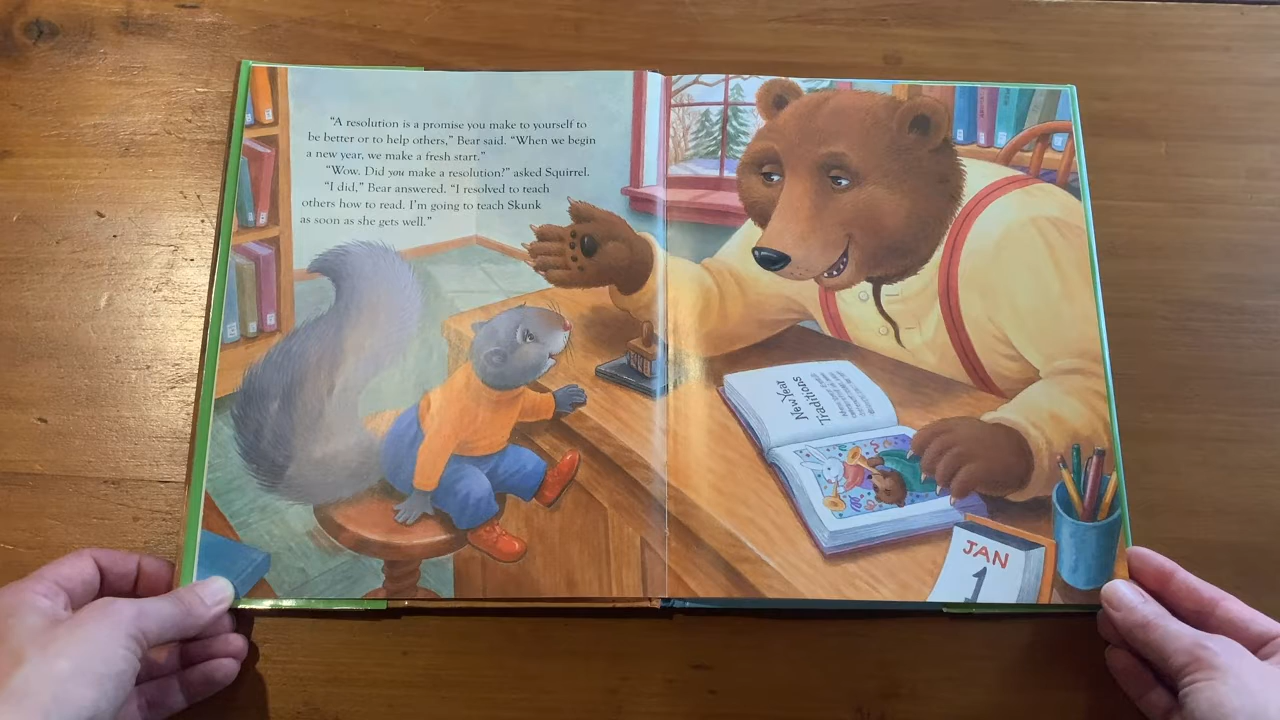 “A resolution is a promise you make to yourself to
be better or to help others,” Bear said. “When we begin
a new year, we make a fresh start.”
“Wow. Did you make a resolution?” asked Squirrel.
“I did,” Bear answered. “I resolved to teach
others how to read. I’m going to teach Skunk
as soon as she gets well.”
New Year
Traditions
JAN
1